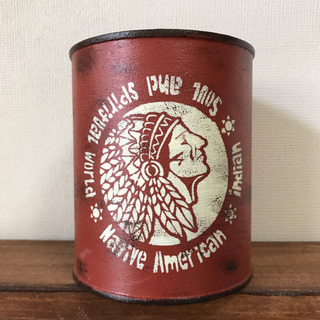 Soul and spiritual world
Native American
indian